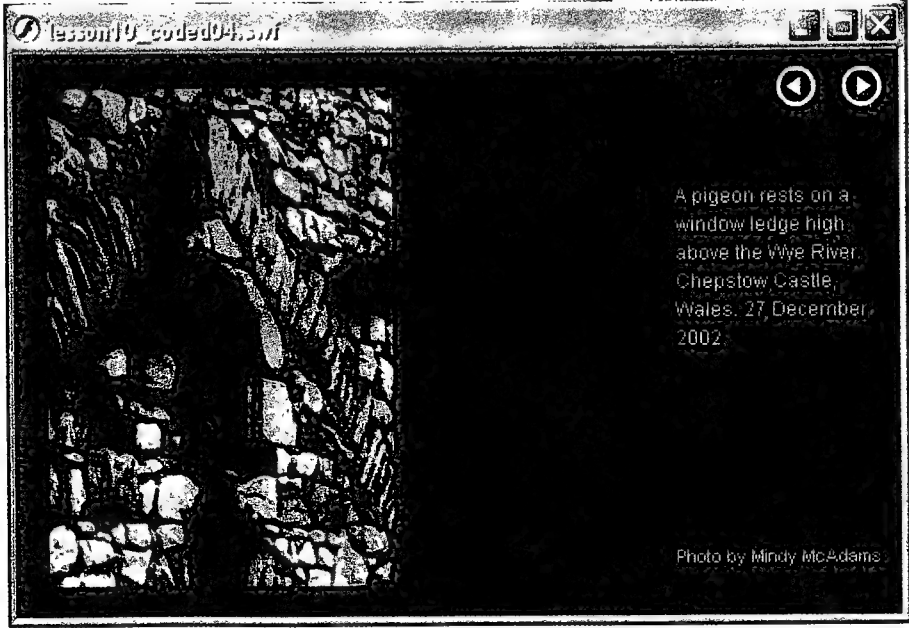 lesson10_coded04.swf
A pigeon rests on a
window ledge high
above the Wye River.
Chepstow Castle,
Wales. 27 December
2002.
Photo by Mindy McAdams